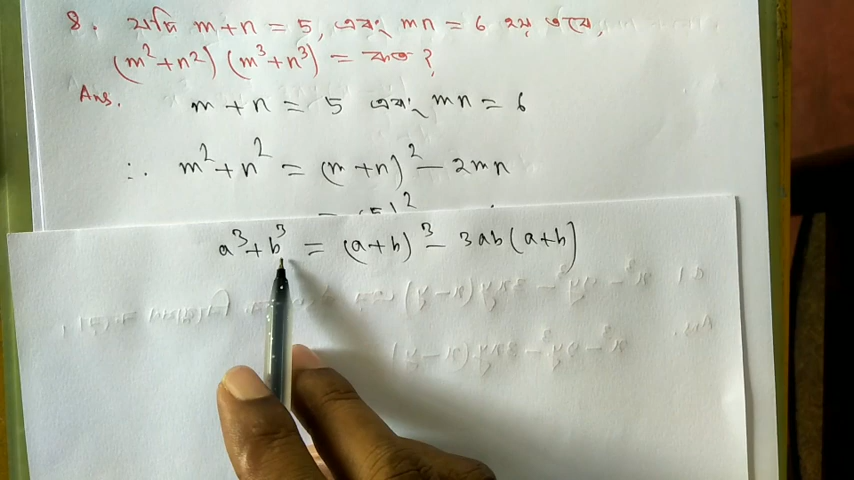 8. যদি m+n = 5, এবং mn = 6 হয় তবে,
(m²+n²) (m³+n³) = কত ?
Ans. m+n = 5 এবং mn = 6
∴ m²+n² = (m+n)² - 2mn
a³+b³ = (a+b)³ - 3ab(a+b)